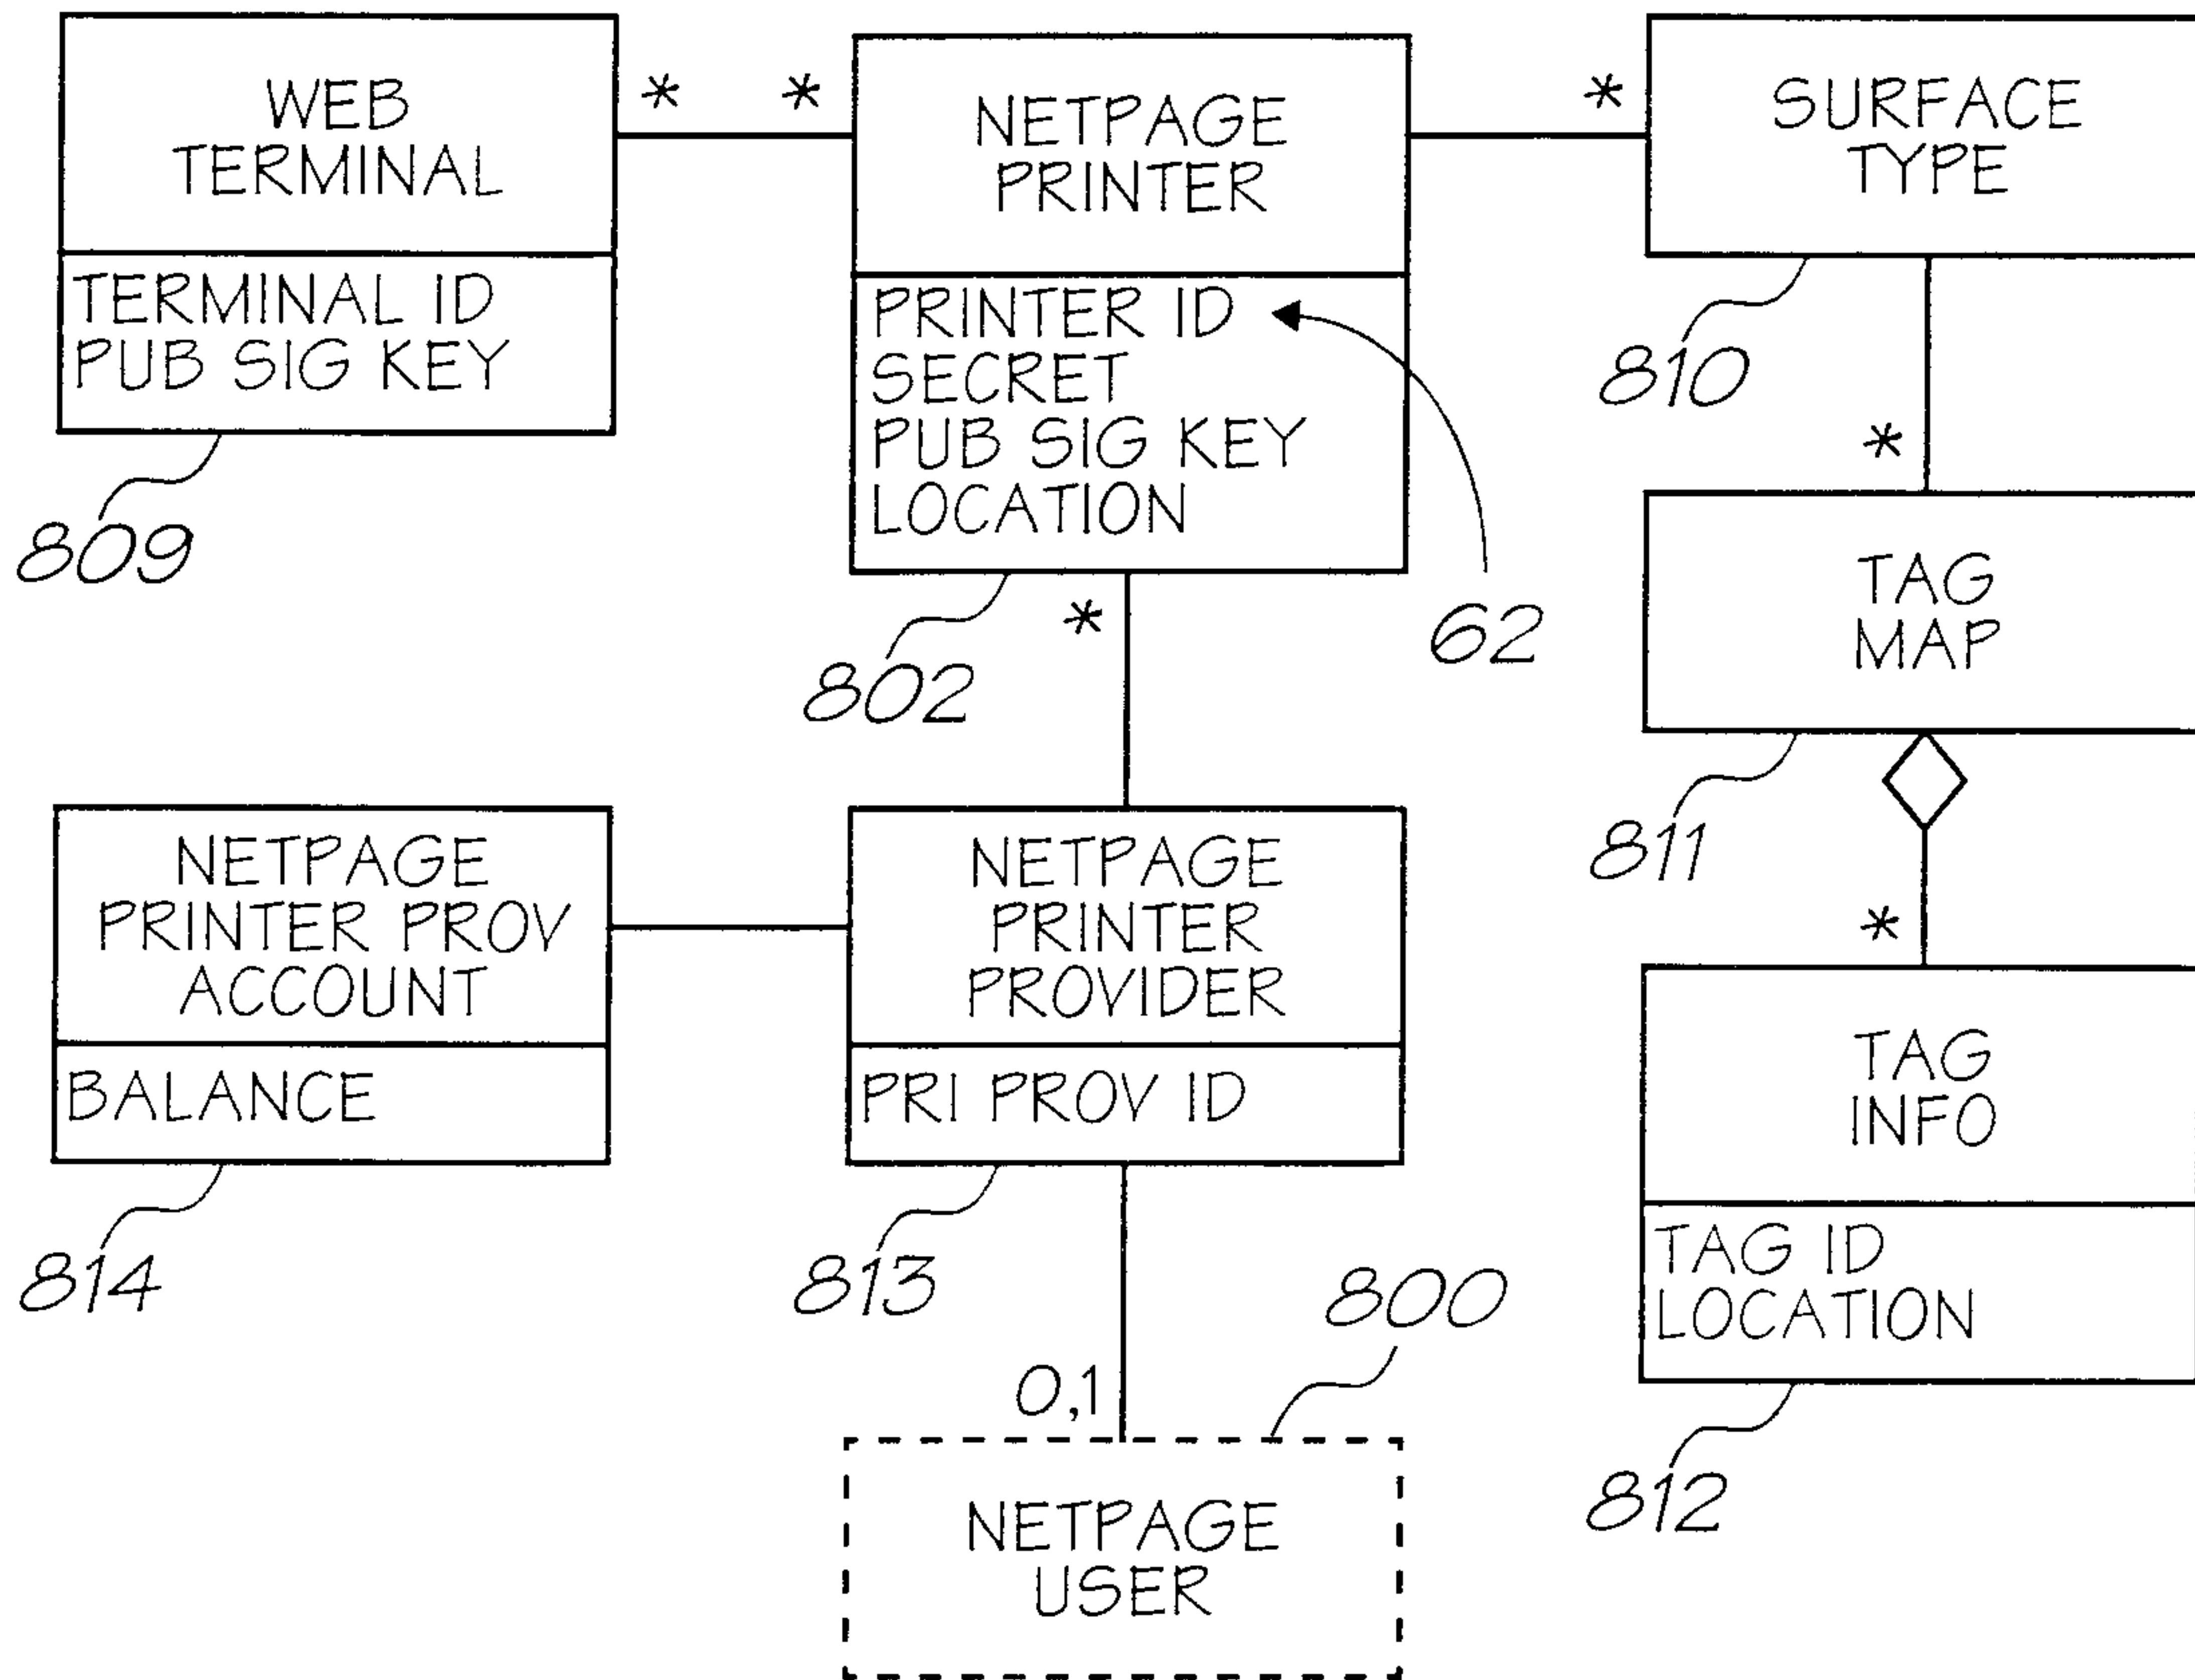 WEB
TERMINAL
TERMINAL ID
PUB SIG KEY
809
*
*
NETPAGE
PRINTER
PRINTER ID
SECRET
PUB SIG KEY
LOCATION
62
802
*
*
SURFACE
TYPE
810
*
TAG
MAP
811
*
TAG
INFO
TAG ID
LOCATION
812
NETPAGE
PRINTER PROV
ACCOUNT
BALANCE
814
NETPAGE
PRINTER
PROVIDER
PRI PROV ID
813
800
0,1
NETPAGE
USER